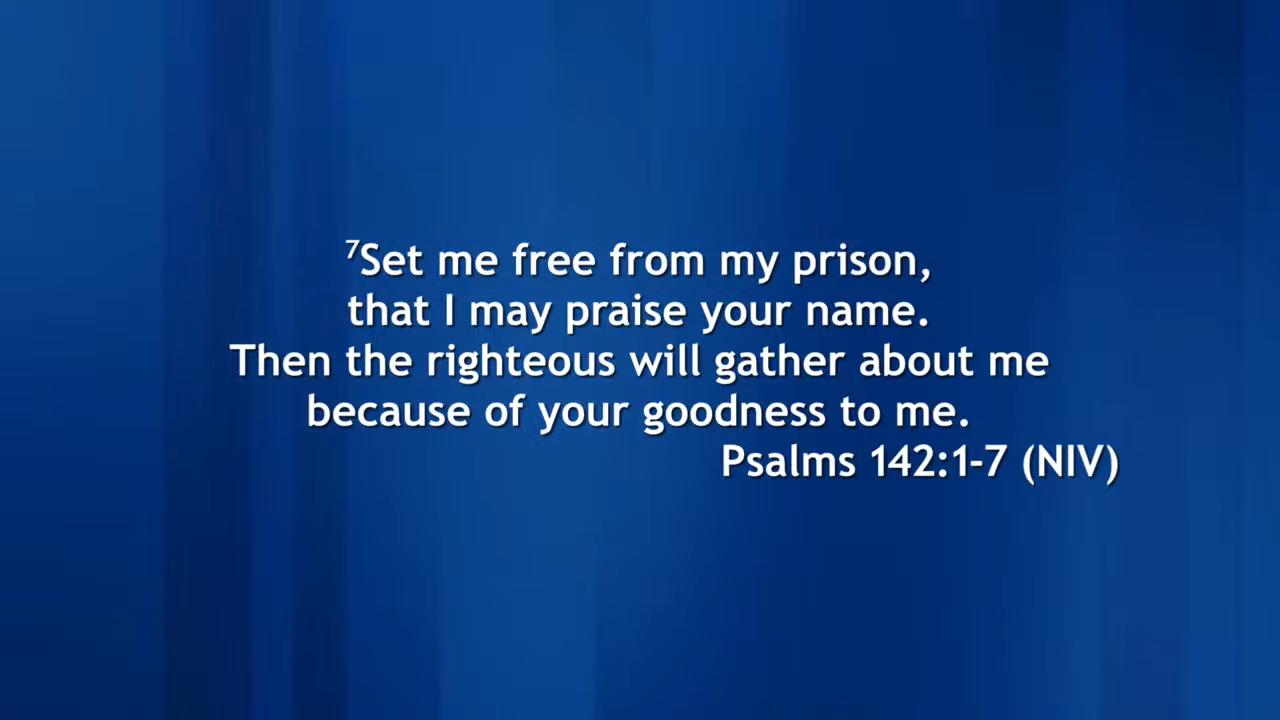 ⁷Set me free from my prison,
that I may praise your name.
Then the righteous will gather about me
because of your goodness to me.
Psalms 142:1-7 (NIV)